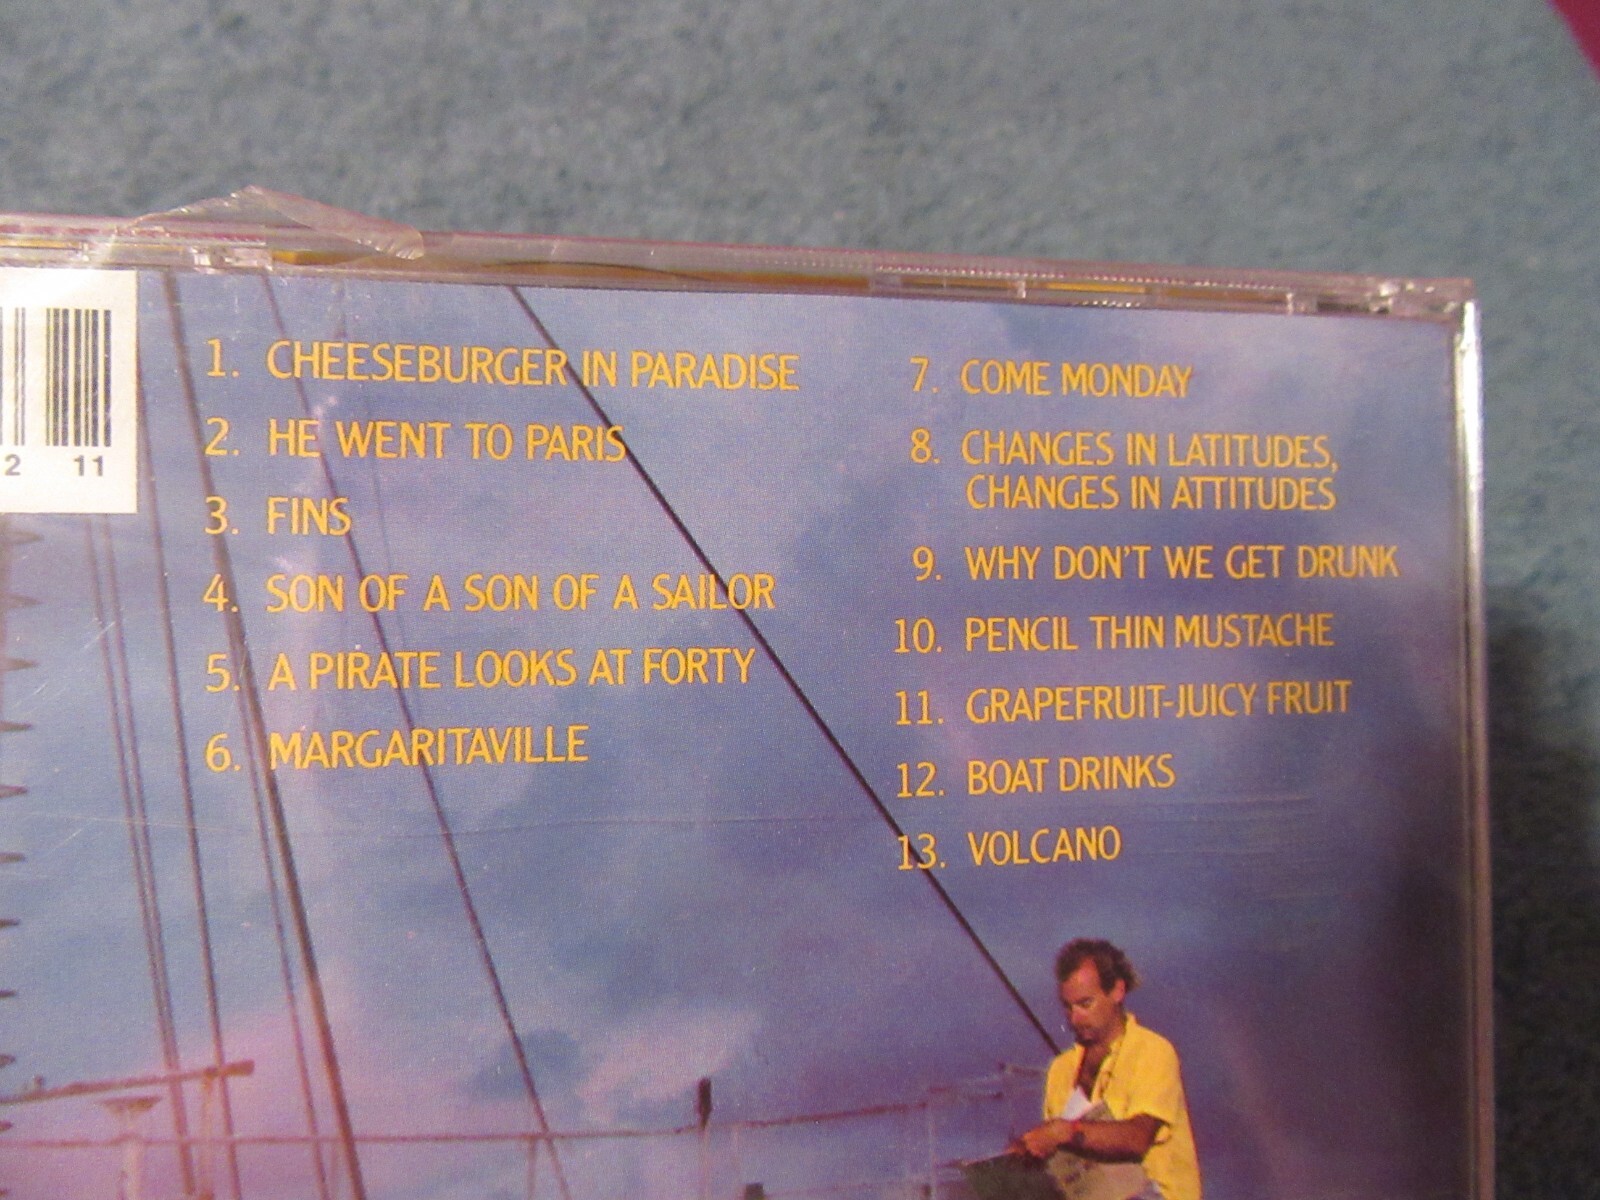 2 11
1. CHEESEBURGER IN PARADISE
2. HE WENT TO PARIS
3. FINS
4. SON OF A SON OF A SAILOR
5. A PIRATE LOOKS AT FORTY
6. MARGARITAVILLE
7. COME MONDAY
8. CHANGES IN LATITUDES,
CHANGES IN ATTITUDES
9. WHY DON'T WE GET DRUNK
10. PENCIL THIN MUSTACHE
11. GRAPEFRUIT-JUICY FRUIT
12. BOAT DRINKS
13. VOLCANO